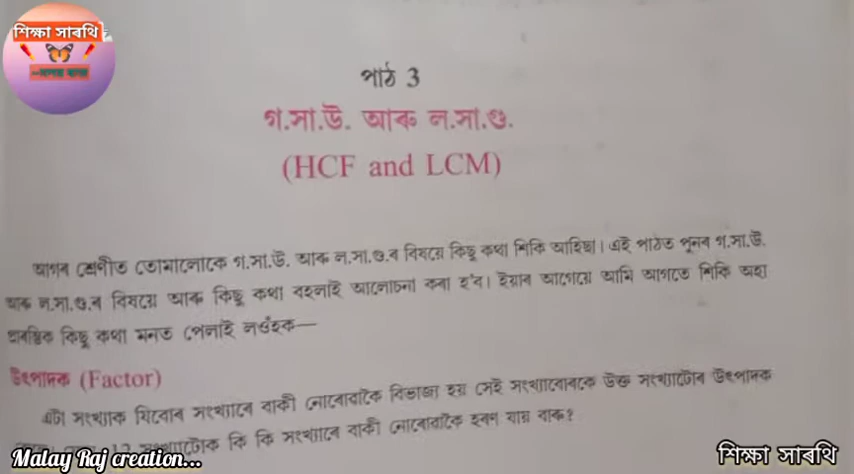 শিক্ষা সাৰথি
পাঠ 3
গ.সা.উ. আৰু ল.সা.গু.
(HCF and LCM)
আগৰ শ্ৰেণীত তোমালোকে গ.সা.উ. আৰু ল.সা.গু.ৰ বিষয়ে কিছু কথা শিকি আহিছা। এই পাঠত পুনৰ গ.সা.উ.
আৰু ল.সা.গু.ৰ বিষয়ে আৰু কিছু কথা বহলাই আলোচনা কৰা হ'ব। ইয়াৰ আগেয়ে আমি আগতে শিকি অহা
প্ৰাৰম্ভিক কিছু কথা মনত পেলাই লওঁহক—
উৎপাদক (Factor)
এটা সংখ্যাক যিবোৰ সংখ্যাৰে বাকী নোৰোৱাকৈ বিভাজ্য হয় সেই সংখ্যাবোৰকে উক্ত সংখ্যাটোৰ উৎপাদক
12 সংখ্যাটোক কি কি সংখ্যাৰে বাকী নোৰোৱাকৈ হৰণ যায় বাৰু?
Malay Raj creation...
শিক্ষা সাৰথি